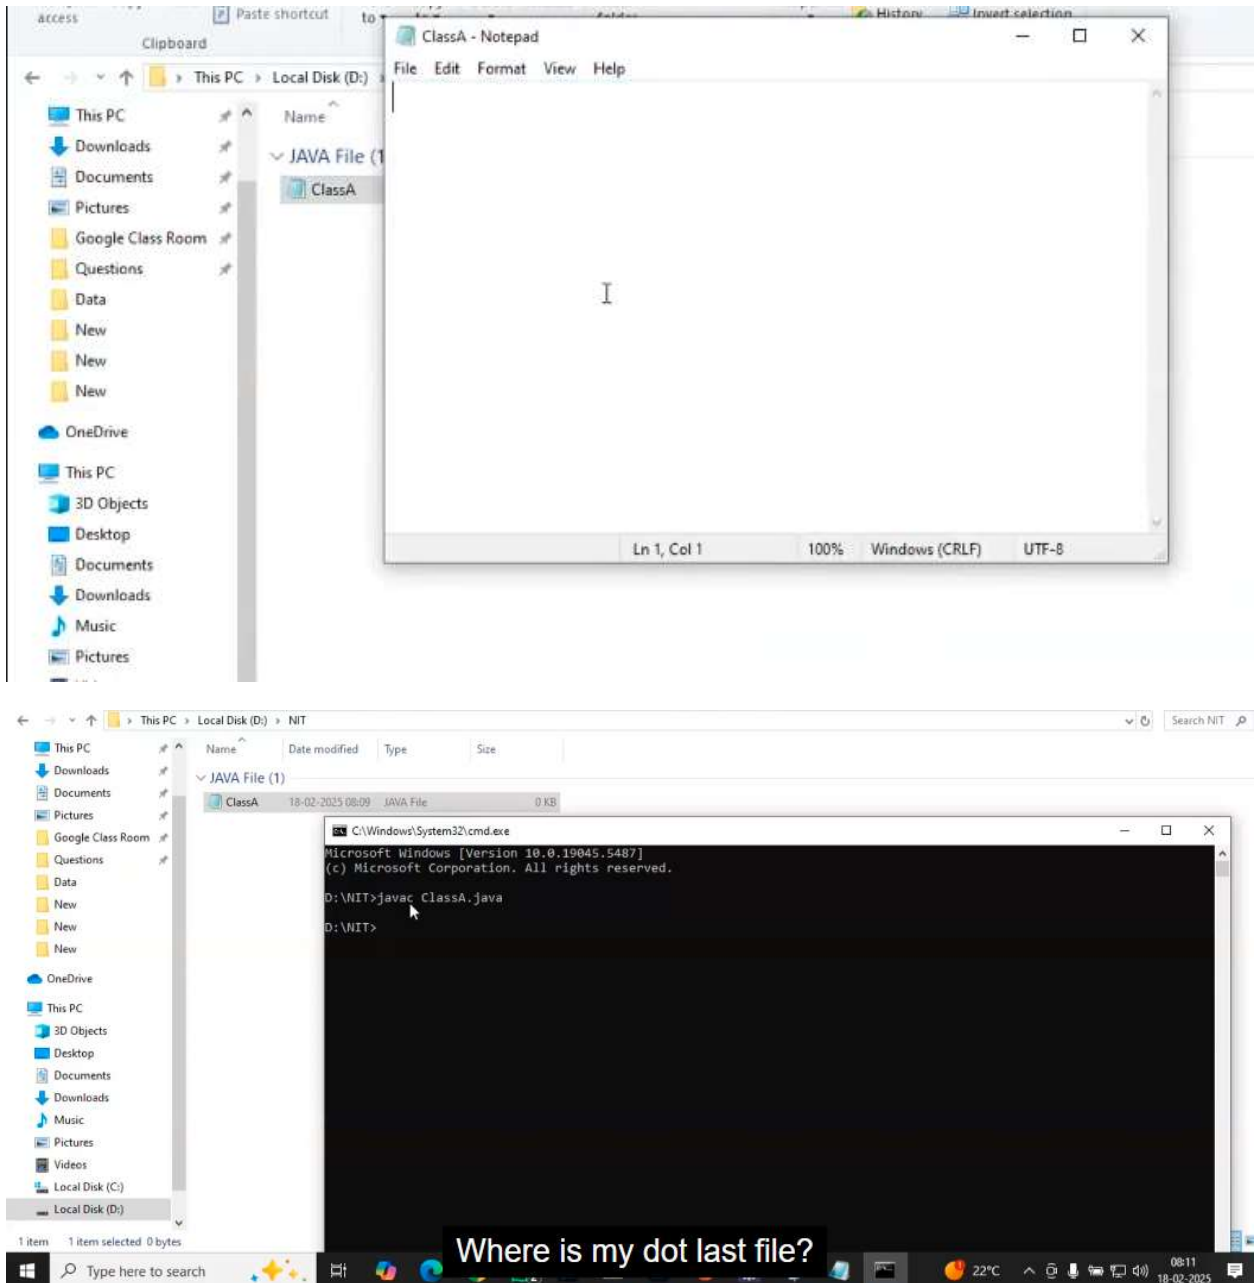 access
Paste shortcut
to
History
Invert selection
Clipboard
This PC > Local Disk (D:)
ClassA - Notepad
File Edit Format View Help
This PC
Downloads
Documents
Pictures
Google Class Room
Questions
Data
New
New
New
OneDrive
This PC
3D Objects
Desktop
Documents
Downloads
Music
Pictures
Name
JAVA File (1
ClassA
Ln 1, Col 1 100% Windows (CRLF) UTF-8
This PC > Local Disk (D:) > NIT
Search NIT
This PC
Downloads
Documents
Pictures
Google Class Room
Questions
Data
New
New
New
OneDrive
This PC
3D Objects
Desktop
Documents
Downloads
Music
Pictures
Videos
Local Disk (C:)
Local Disk (D:)
Name Date modified Type Size
JAVA File (1)
ClassA 18-02-2025 08:09 JAVA File 0 KB
C:\Windows\System32\cmd.exe
Microsoft Windows [Version 10.0.19045.5487]
(c) Microsoft Corporation. All rights reserved.
D:\NIT>javac ClassA.java
D:\NIT>
1 item 1 item selected 0 bytes
Where is my dot last file?
Type here to search
22°C
08:11
18-02-2025